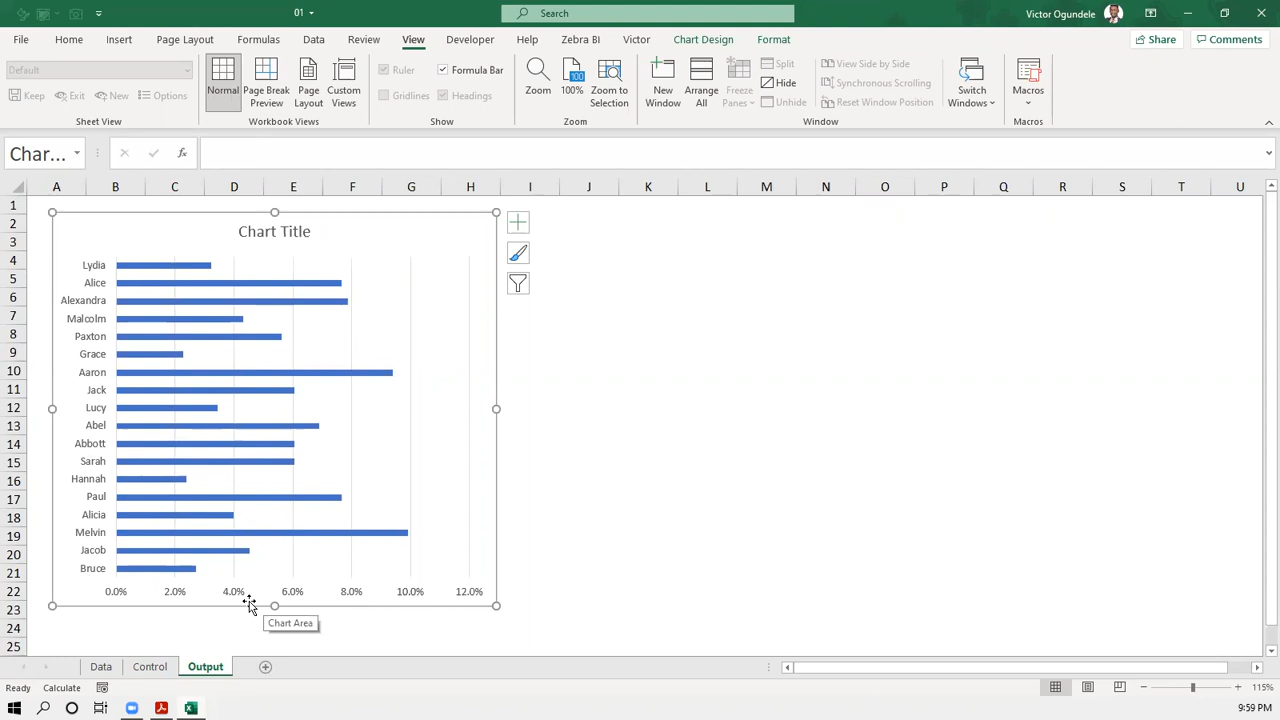 01
Search
Victor Ogundele
File Home Insert Page Layout Formulas Data Review View Developer Help Zebra BI Victor Chart Design Format Share Comments
Default
Keep Exit New Options
Sheet View
Normal Page Break Preview Page Layout Custom Views
Workbook Views
Ruler Formula Bar
Gridlines Headings
Show
Zoom 100 100% Zoom to Selection
Zoom
New Window Arrange All Freeze Panes
Split
Hide
Unhide
View Side by Side
Synchronous Scrolling
Reset Window Position
Switch Windows
Window
Macros
Macros
Char...
fx
A B C D E F G H I J K L M N O P Q R S T U
1
2
3
4
5
6
7
8
9
10
11
12
13
14
15
16
17
18
19
20
21
22
23
24
25
Chart Title
Lydia
Alice
Alexandra
Malcolm
Paxton
Grace
Aaron
Jack
Lucy
Abel
Abbott
Sarah
Hannah
Paul
Alicia
Melvin
Jacob
Bruce
0.0% 2.0% 4.0% 6.0% 8.0% 10.0% 12.0%
Chart Area
Data Control Output
Ready Calculate 115%
9:59 PM